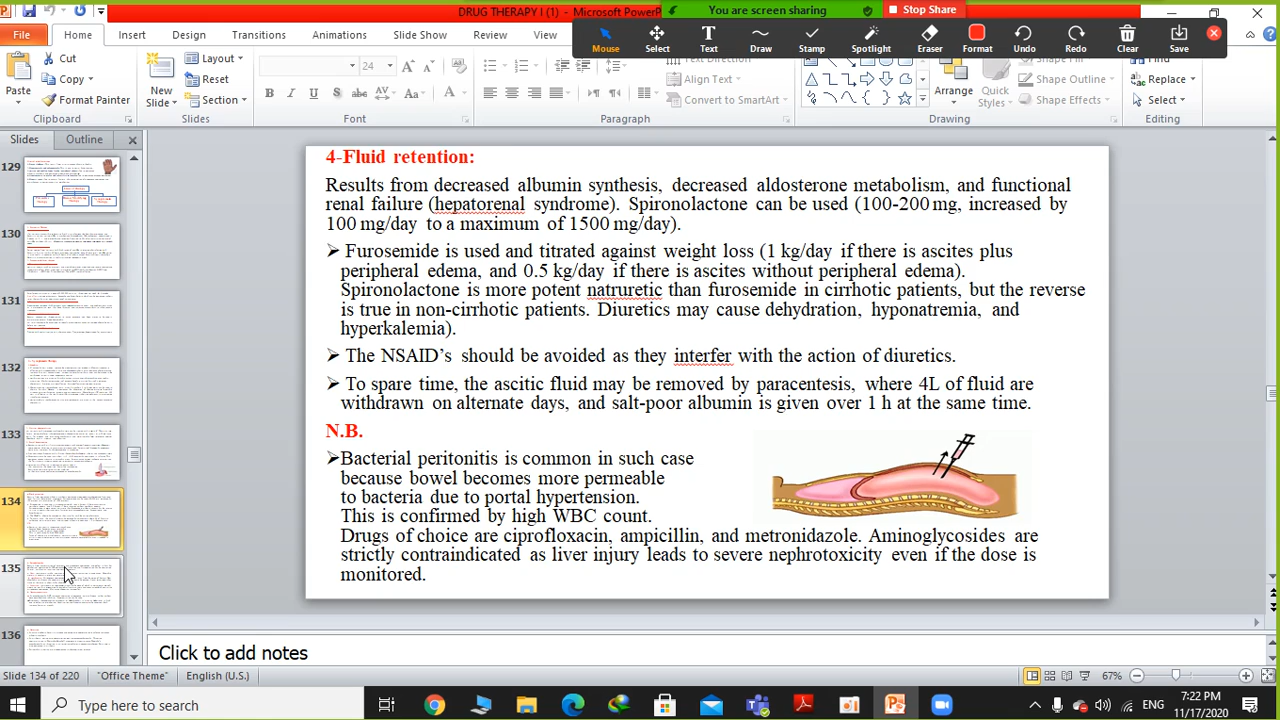 DRUG THERAPY I (1) - Microsoft PowerP
You are screen sharing
Stop Share
File
Home
Insert
Design
Transitions
Animations
Slide Show
Review
View
Mouse
Select
Text
Draw
Stamp
Spotlight
Eraser
Format
Undo
Redo
Clear
Save
Paste
Cut
Copy
Format Painter
Clipboard
New
Slide
Layout
Reset
Section
Slides
24
Font
Text Direction
Align Text
Convert to SmartArt
Paragraph
Arrange
Quick
Styles
Shape Fill
Shape Outline
Shape Effects
Drawing
Find
Replace
Select
Editing
Slides
Outline
129
130
131
132
133
134
135
136
4-Fluid retention:
Results from decreased albumin synthesis, decreased aldosterone metabolism and functional
renal failure (hepatorenal syndrome). Spironolactone can be used (100-200 mg, increased by
100 mg/day to a maximum of 1500 mg/day).
➢ Furosamide is used and titrated against weight loss (1 kg/day if there is ascites plus
peripheral edema, and 0.5 kg/day if there is ascites without peripheral edema).
Spironolactone is more potent natruretic than furosemide in cirrhotic patients, but the reverse
is true in non-cirrhotic patients. Diuretics may cause dehydration, hyponatremia, and
hyperkalemia).
➢ The NSAID's should be avoided as they interfer with the action of diuretics.
➢ To spare time, the ascitic fluid may be removed by paracentesis, where 4L of fluid are
withdrawn on alternate days, and salt-poor albumin is given over 1 h at the same time.
N.B.
➢Bacterial peritonitis is common in such case
because bowel becomes more permeable
to bacteria due to portal hypertension.
This is confirmed by high WBC count.
Drugs of choice are ciprofloxacin, ampicillin, and metronidazole. Aminoglycosides are
strictly contraindicated as liver injury leads to severe nephrotoxicity even if the dose is
monitored.
Click to add notes
Slide 134 of 220
"Office Theme"
English (U.S.)
67%
Type here to search
ENG
7:22 PM
11/17/2020